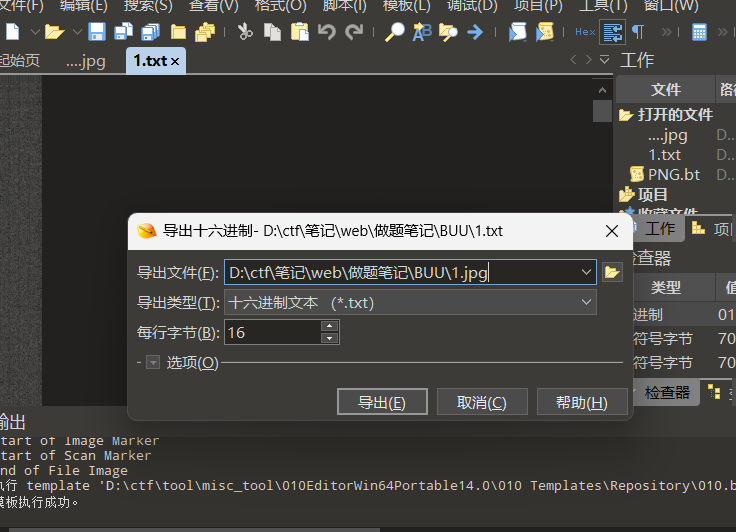 文件(F) 编辑(E) 搜索(S) 查看(V) 格式(O) 脚本(I) 模板(L) 调试(D) 项目(P) 工具(T) 窗口(W)
Hex
起始页 ....jpg 1.txt × 工作
文件 路径
打开的文件
....jpg D...
1.txt D...
PNG.bt D...
项目
收藏文件
导出十六进制- D:\ctf\笔记\web\做题笔记\BUU\1.txt
工作 项
检查器
导出文件(F): D:\ctf\笔记\web\做题笔记\BUU\1.jpg
类型 值
导出类型(T): 十六进制文本 (*.txt)
进制 01
每行字节(B): 16
符号字节 70
选项(O)
符号字节 70
导出(E) 取消(C) 帮助(H)
检查器
输出
tart of Image Marker
tart of Scan Marker
nd of File Image
执行 template 'D:\ctf\tool\misc_tool\010EditorWin64Portable14.0\010 Templates\Repository\010.b
模板执行成功。